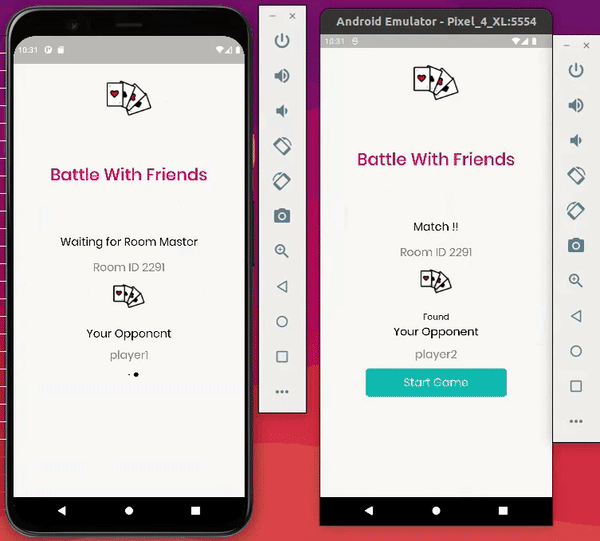 10:31
Battle With Friends
Waiting for Room Master
Room ID 2291
Your Opponent
player1
Android Emulator - Pixel_4_XL:5554
10:31
Battle With Friends
Match !!
Room ID 2291
Found
Your Opponent
player2
Start Game